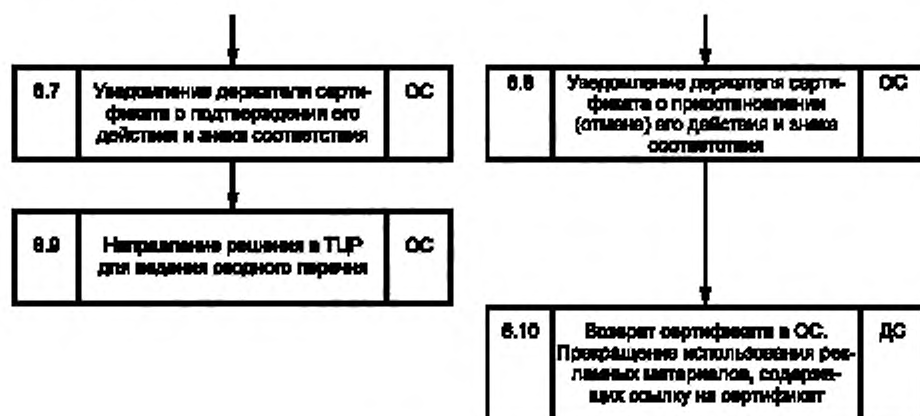 6.7
Уведомление держателя серти-
фиката о подтверждении его
действия и знака соответствия
ОС
6.8
Уведомление держателя серти-
фиката о приостановлении
(отмене) его действия и знака
соответствия
ОС
6.9
Направление решения в ТЦР
для ведения сводного перечня
ОС
6.10
Возврат сертификата в ОС.
Прекращение использования рек-
ламных материалов, содержа-
щих ссылку на сертификат
ДС